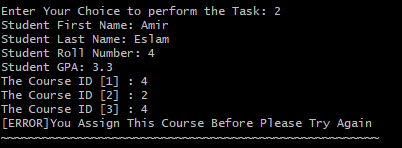 Enter Your Choice to perform the Task: 2
Student First Name: Amir
Student Last Name: Eslam
Student Roll Number: 4
Student GPA: 3.3
The Course ID [1] : 4
The Course ID [2] : 2
The Course ID [3] : 4
[ERROR]You Assign This Course Before Please Try Again
~~~~~~~~~~~~~~~~~~~~~~~~~~~~~~~~~~~~~~~~~~~~~~~~~~~~~~